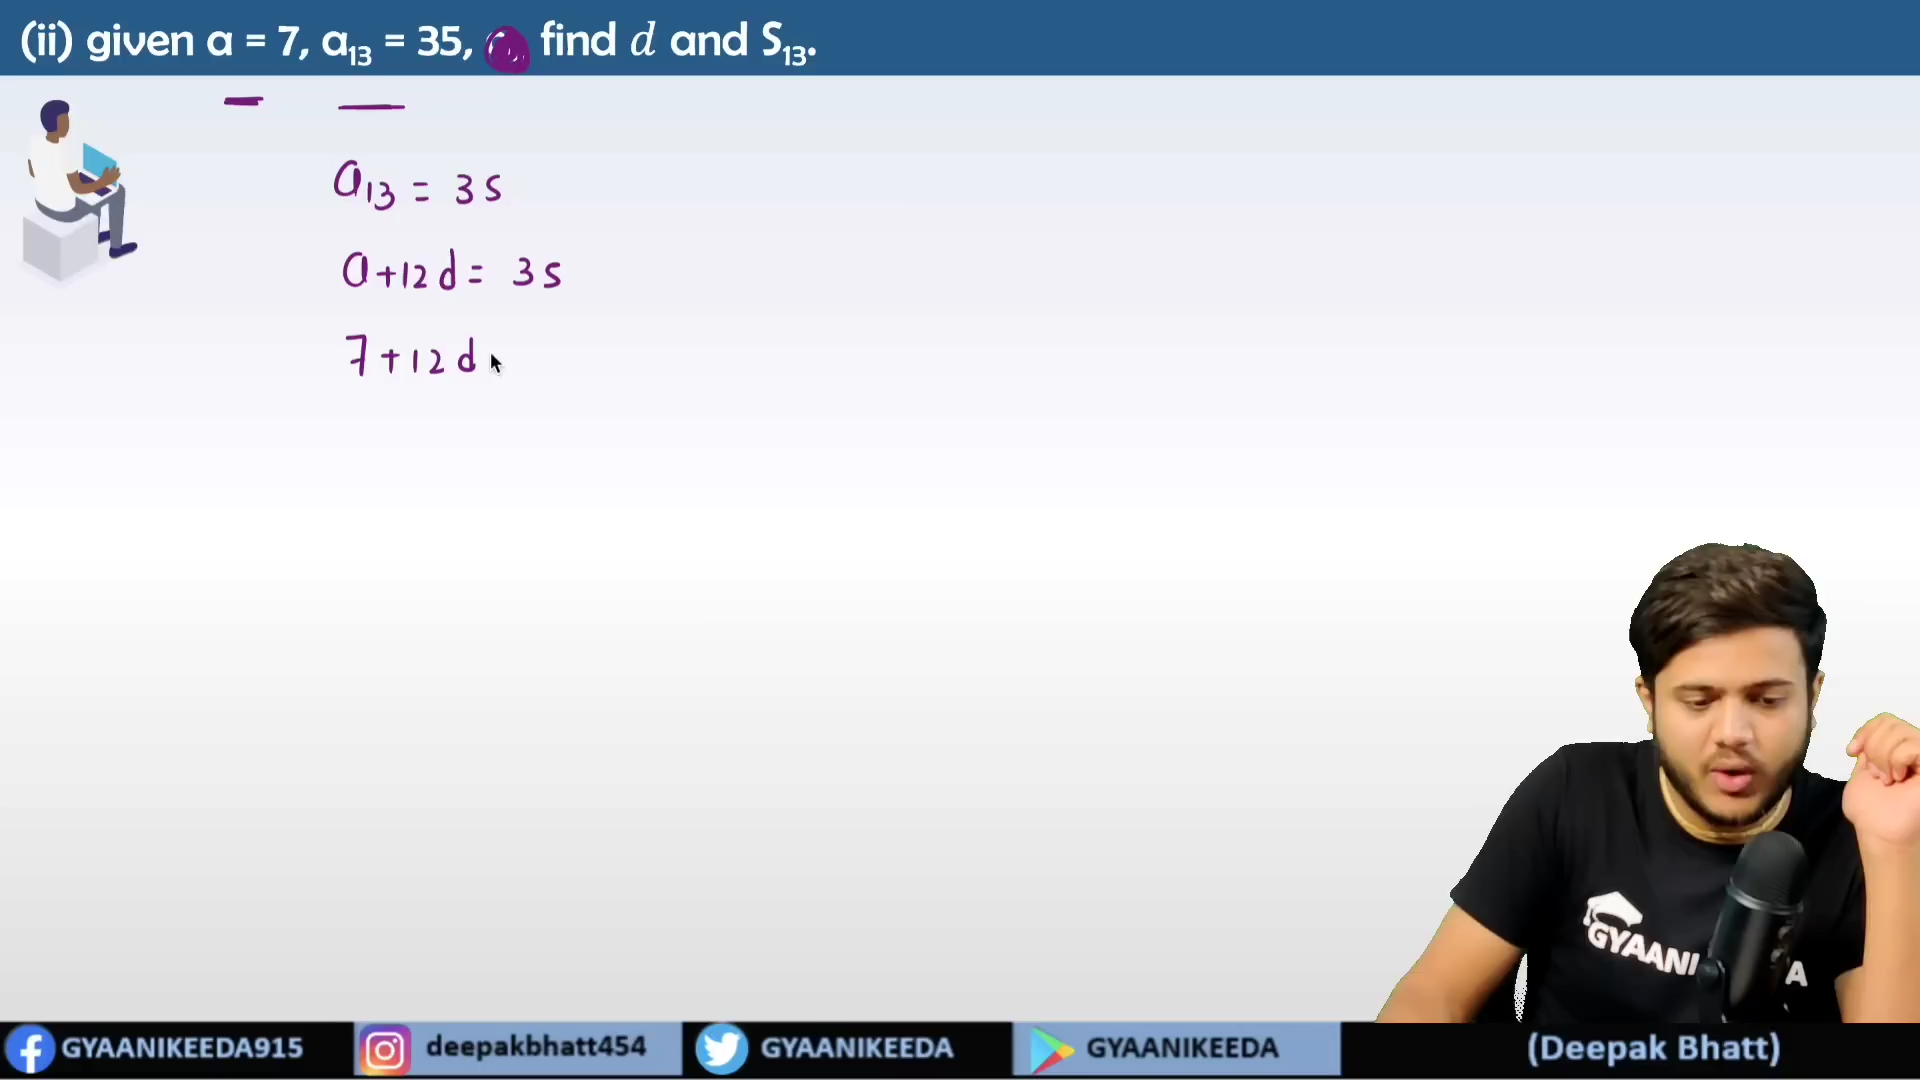 (ii) given a = 7, a₁₃ = 35, find d and S₁₃.
a₁₃ = 35
a+12d = 35
7+12d
GYAANI A
GYAANIKEEDA915
deepakbhatt454
GYAANIKEEDA
GYAANIKEEDA
(Deepak Bhatt)